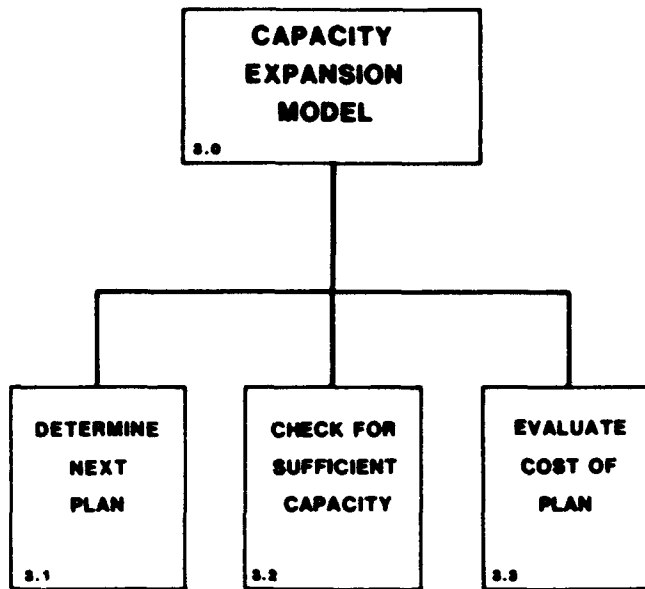 CAPACITY
EXPANSION
MODEL
3.0
DETERMINE
NEXT
PLAN
3.1
CHECK FOR
SUFFICIENT
CAPACITY
3.2
EVALUATE
COST OF
PLAN
3.3